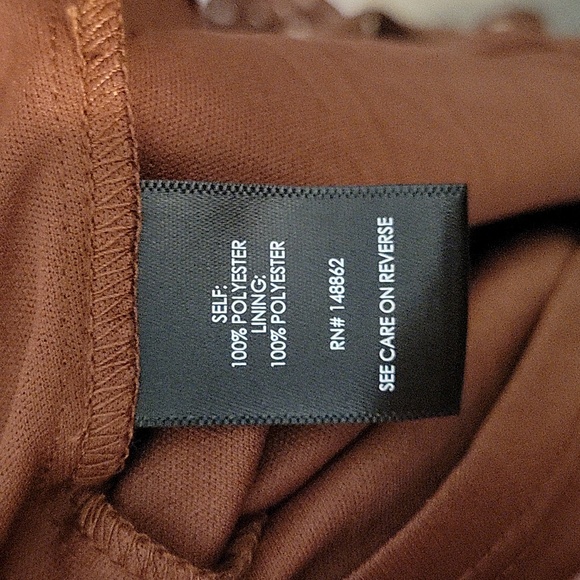 SELF:
100% POLYESTER
LINING:
100% POLYESTER
RN# 148862
SEE CARE ON REVERSE